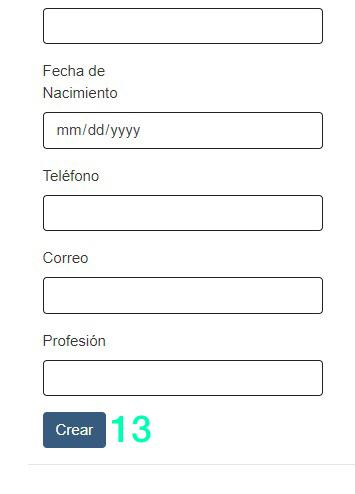 Fecha de
Nacimiento
mm/dd/yyyy
Teléfono
Correo
Profesión
Crear 13